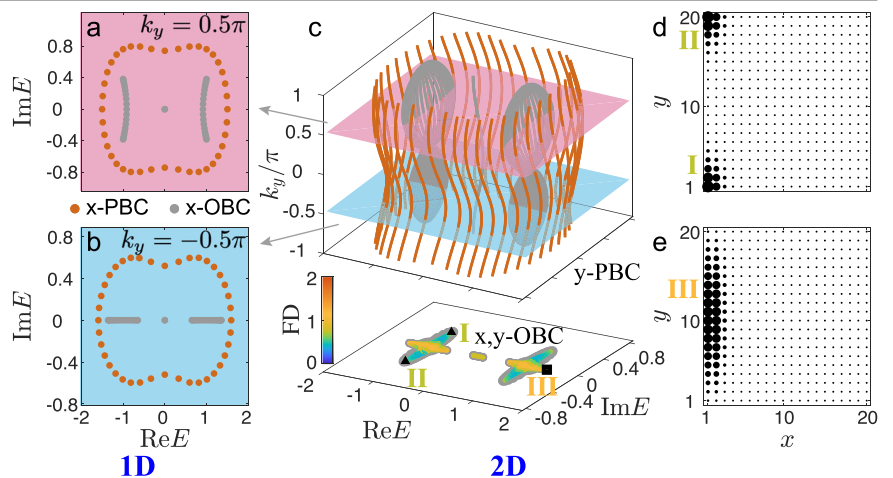 a
k_y = 0.5π
ImE
0.8
0.4
0
-0.4
-0.8
x-PBC
x-OBC
b
k_y = -0.5π
ImE
0.8
0.4
0
-0.4
-0.8
-2
-1
0
1
2
ReE
1D
c
k_y/π
1
0.5
0
-0.5
-1
y-PBC
FD
2
1
0
x,y-OBC
I
II
III
-2
-1
0
1
2
ReE
-0.8
-0.4
0
0.4
0.8
ImE
2D
d
20
II
y
10
I
1
e
20
III
y
10
1
1
10
20
x